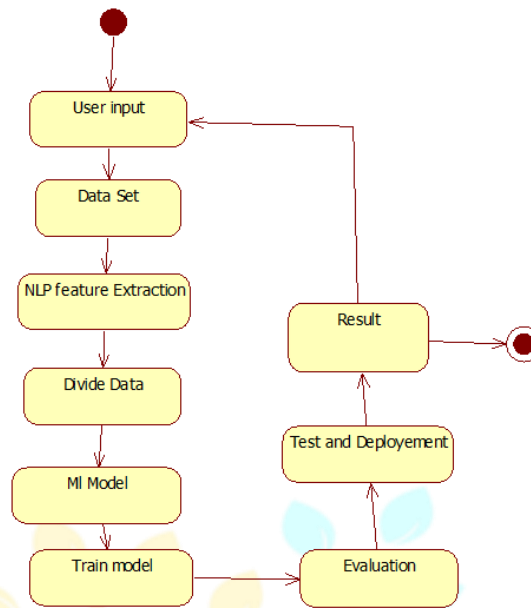 User input
Data Set
NLP feature Extraction
Divide Data
Ml Model
Train model
Evaluation
Test and Deployement
Result